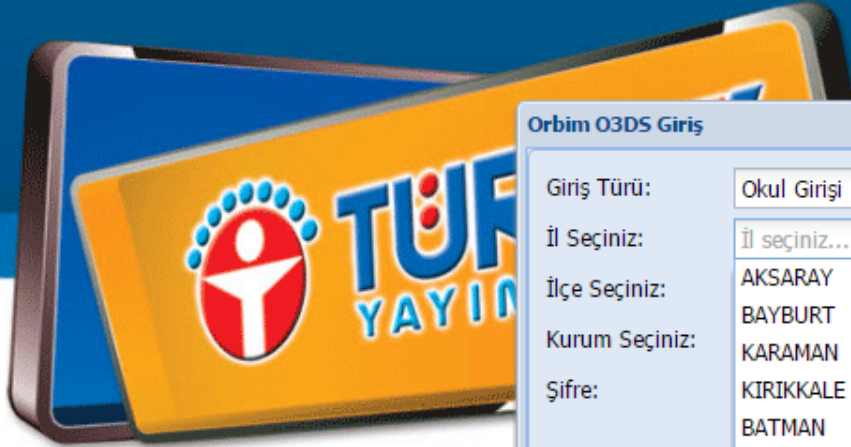 TÜR
YAYIN
Orbim O3DS Giriş
Giriş Türü: Okul Girişi
İl Seçiniz: İl seçiniz...
İlçe Seçiniz: AKSARAY
BAYBURT
Kurum Seçiniz: KARAMAN
Şifre: KIRIKKALE
BATMAN